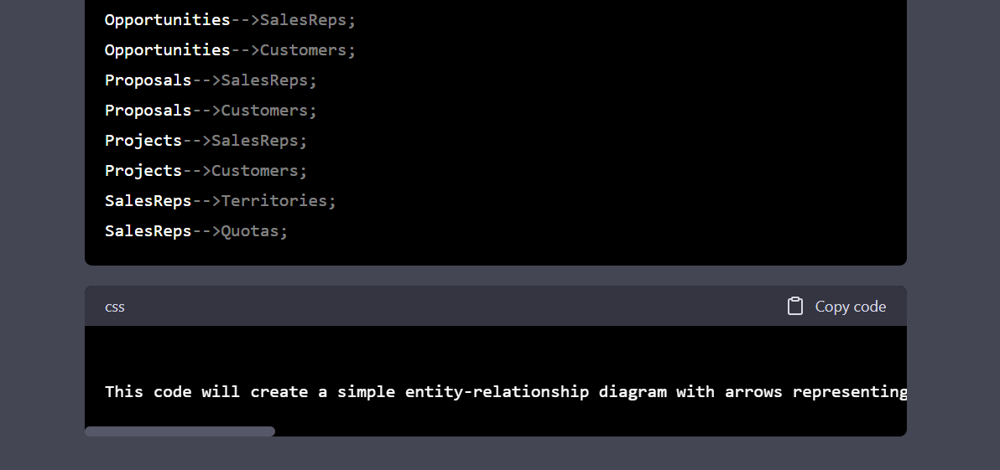 Opportunities-->SalesReps;
Opportunities-->Customers;
Proposals-->SalesReps;
Proposals-->Customers;
Projects-->SalesReps;
Projects-->Customers;
SalesReps-->Territories;
SalesReps-->Quotas;
css
Copy code
This code will create a simple entity-relationship diagram with arrows representing